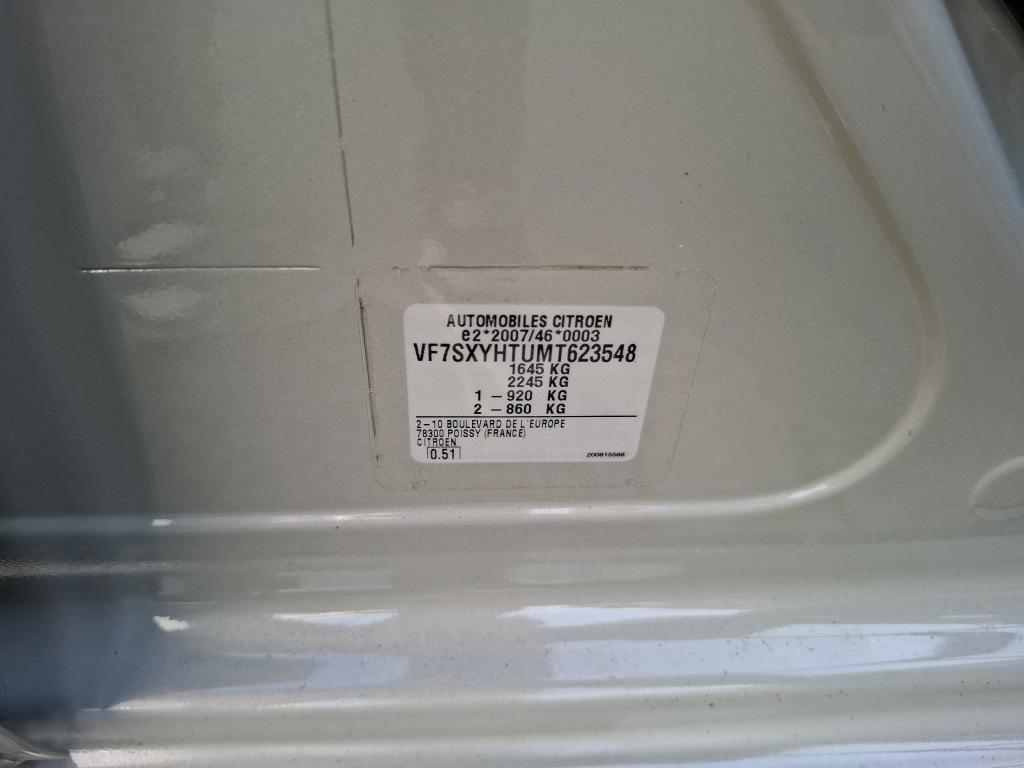 AUTOMOBILES CITROEN
e2*2007/46*0003
VF7SXYHTUMT623548
1645 KG
2245 KG
1 – 920 KG
2 – 860 KG
2–10 BOULEVARD DE L'EUROPE
78300 POISSY (FRANCE)
CITROEN
0.51
200615566